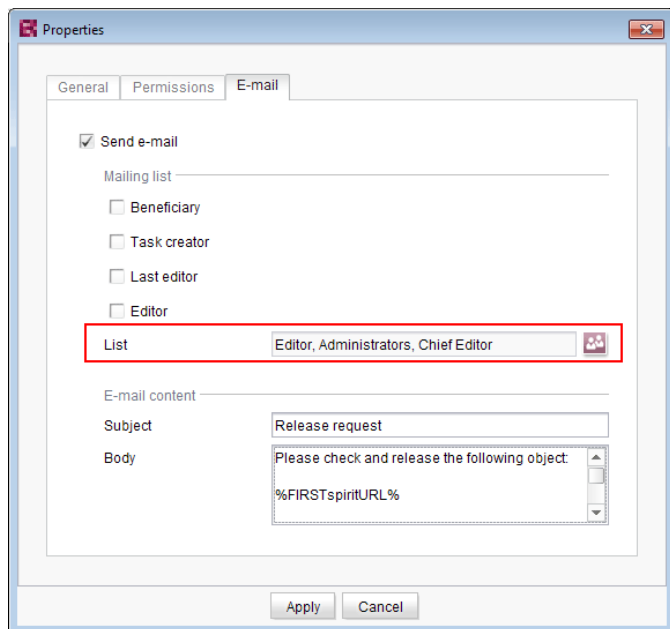 Properties
General Permissions E-mail
Send e-mail
Mailing list
Beneficiary
Task creator
Last editor
Editor
List Editor, Administrators, Chief Editor
E-mail content
Subject Release request
Body Please check and release the following object:
%FIRSTspiritURL%
Apply Cancel